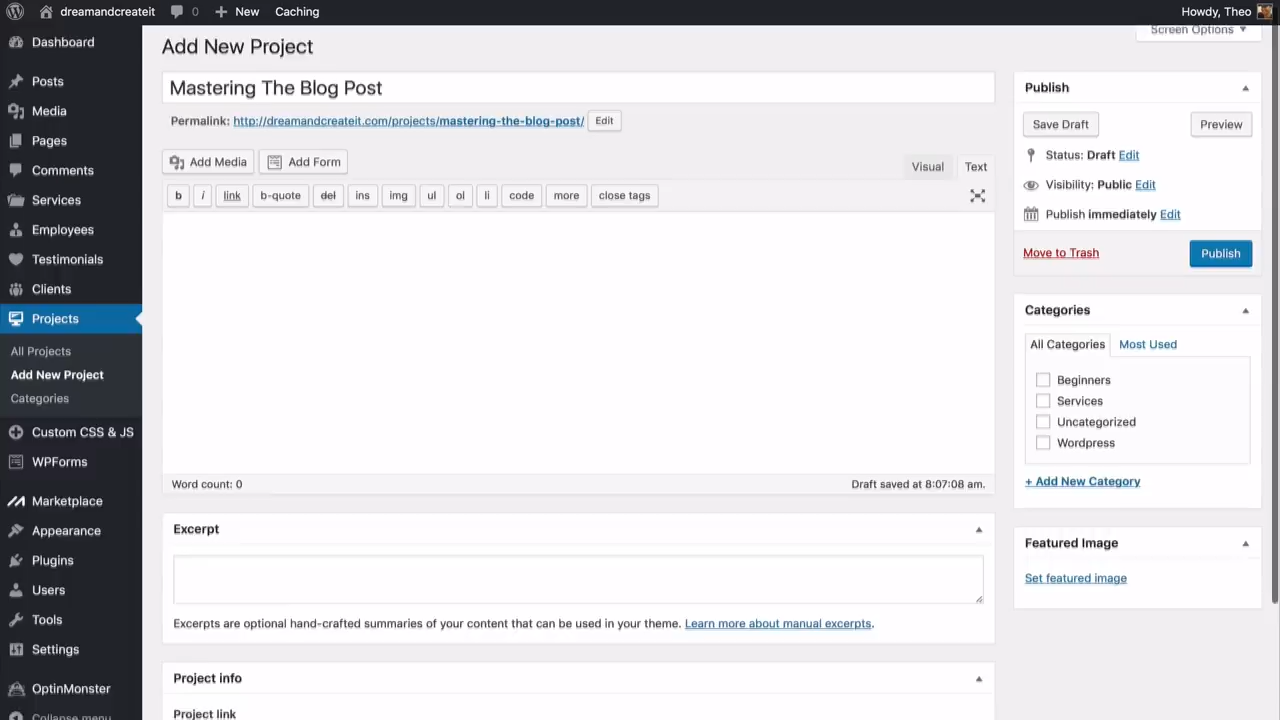 dreamandcreateit 0 New Caching Howdy, Theo
Dashboard
Posts
Media
Pages
Comments
Services
Employees
Testimonials
Clients
Projects
All Projects
Add New Project
Categories
Custom CSS & JS
WPForms
Marketplace
Appearance
Plugins
Users
Tools
Settings
OptinMonster
Collapse menu
Screen Options
Add New Project
Mastering The Blog Post
Permalink: http://dreamandcreateit.com/projects/mastering-the-blog-post/ Edit
Add Media Add Form
Visual Text
b i link b-quote del ins img ul ol li code more close tags
Word count: 0 Draft saved at 8:07:08 am.
Excerpt
Excerpts are optional hand-crafted summaries of your content that can be used in your theme. Learn more about manual excerpts.
Project info
Project link
Publish
Save Draft Preview
Status: Draft Edit
Visibility: Public Edit
Publish immediately Edit
Move to Trash Publish
Categories
All Categories Most Used
Beginners
Services
Uncategorized
Wordpress
+ Add New Category
Featured Image
Set featured image